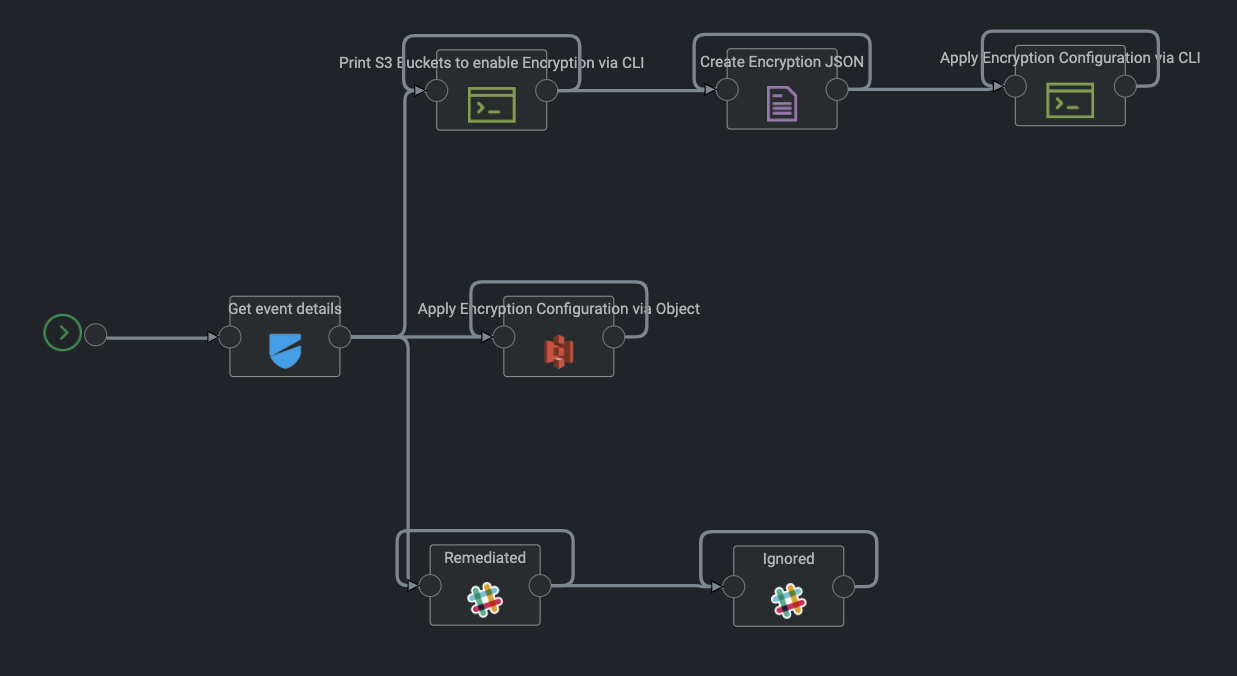 Print S3 Buckets to enable Encryption via CLI
Create Encryption JSON
Apply Encryption Configuration via CLI
Get event details
Apply Encryption Configuration via Object
Remediated
Ignored